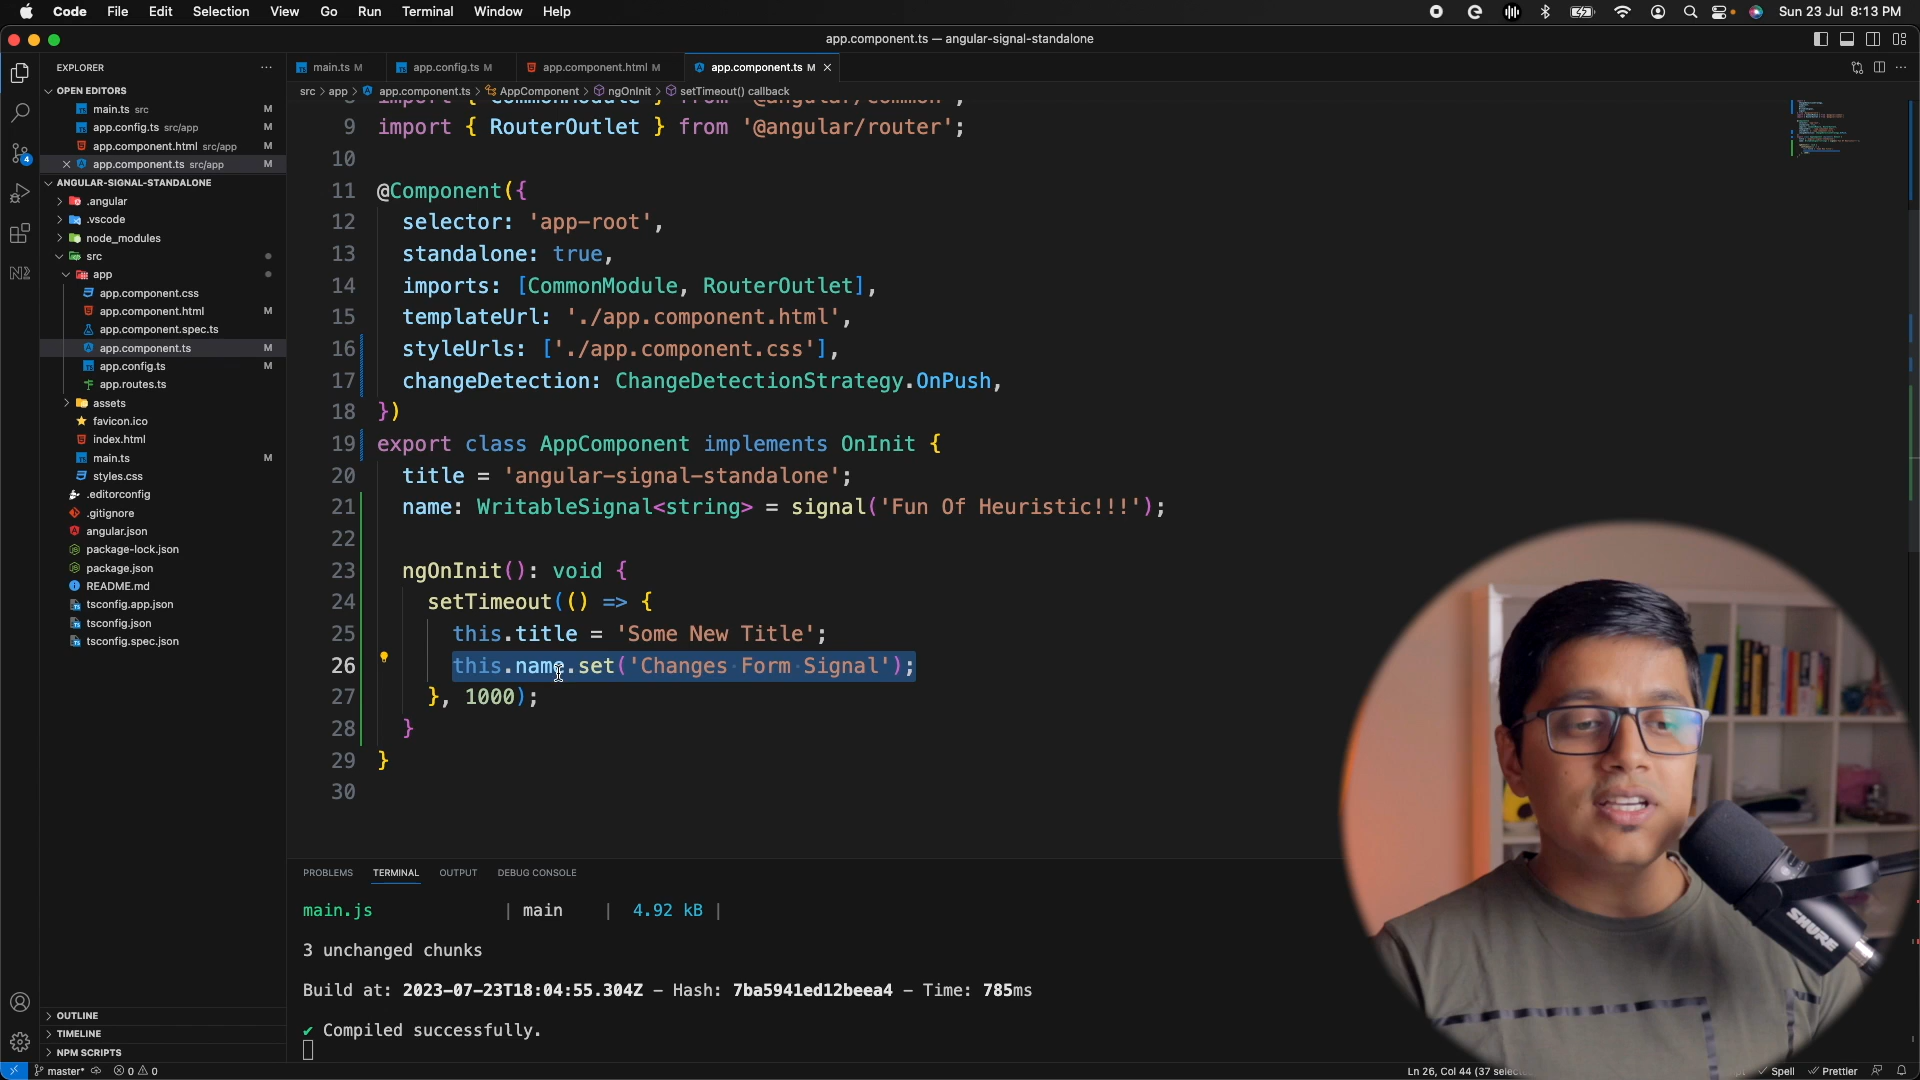 Code File Edit Selection View Go Run Terminal Window Help
Sun 23 Jul 8:13 PM
app.component.ts — angular-signal-standalone
EXPLORER
main.ts M
app.config.ts M
app.component.html M
app.component.ts M
src > app > app.component.ts > AppComponent > ngOnInit > setTimeout() callback
OPEN EDITORS
main.ts src M
app.config.ts src/app M
app.component.html src/app M
app.component.ts src/app M
ANGULAR-SIGNAL-STANDALONE
.angular
.vscode
node_modules
src
app
app.component.css
app.component.html M
app.component.spec.ts
app.component.ts M
app.config.ts M
app.routes.ts
assets
favicon.ico
index.html
main.ts M
styles.css
.editorconfig
.gitignore
angular.json
package-lock.json
package.json
README.md
tsconfig.app.json
tsconfig.json
tsconfig.spec.json
OUTLINE
TIMELINE
NPM SCRIPTS
4
8 import { CommonModule } from '@angular/common';
9 import { RouterOutlet } from '@angular/router';
10
11 @Component({
12 selector: 'app-root',
13 standalone: true,
14 imports: [CommonModule, RouterOutlet],
15 templateUrl: './app.component.html',
16 styleUrls: ['./app.component.css'],
17 changeDetection: ChangeDetectionStrategy.OnPush,
18 })
19 export class AppComponent implements OnInit {
20 title = 'angular-signal-standalone';
21 name: WritableSignal<string> = signal('Fun Of Heuristic!!!');
22
23 ngOnInit(): void {
24 setTimeout(() => {
25 this.title = 'Some New Title';
26 this.name.set('Changes Form Signal');
27 }, 1000);
28 }
29 }
30
PROBLEMS TERMINAL OUTPUT DEBUG CONSOLE
main.js | main | 4.92 kB |
3 unchanged chunks
Build at: 2023-07-23T18:04:55.304Z - Hash: 7ba5941ed12beea4 - Time: 785ms
✔ Compiled successfully.
SHURE
master* 0 0
Ln 26, Col 44 (37 selec
Spell Prettier